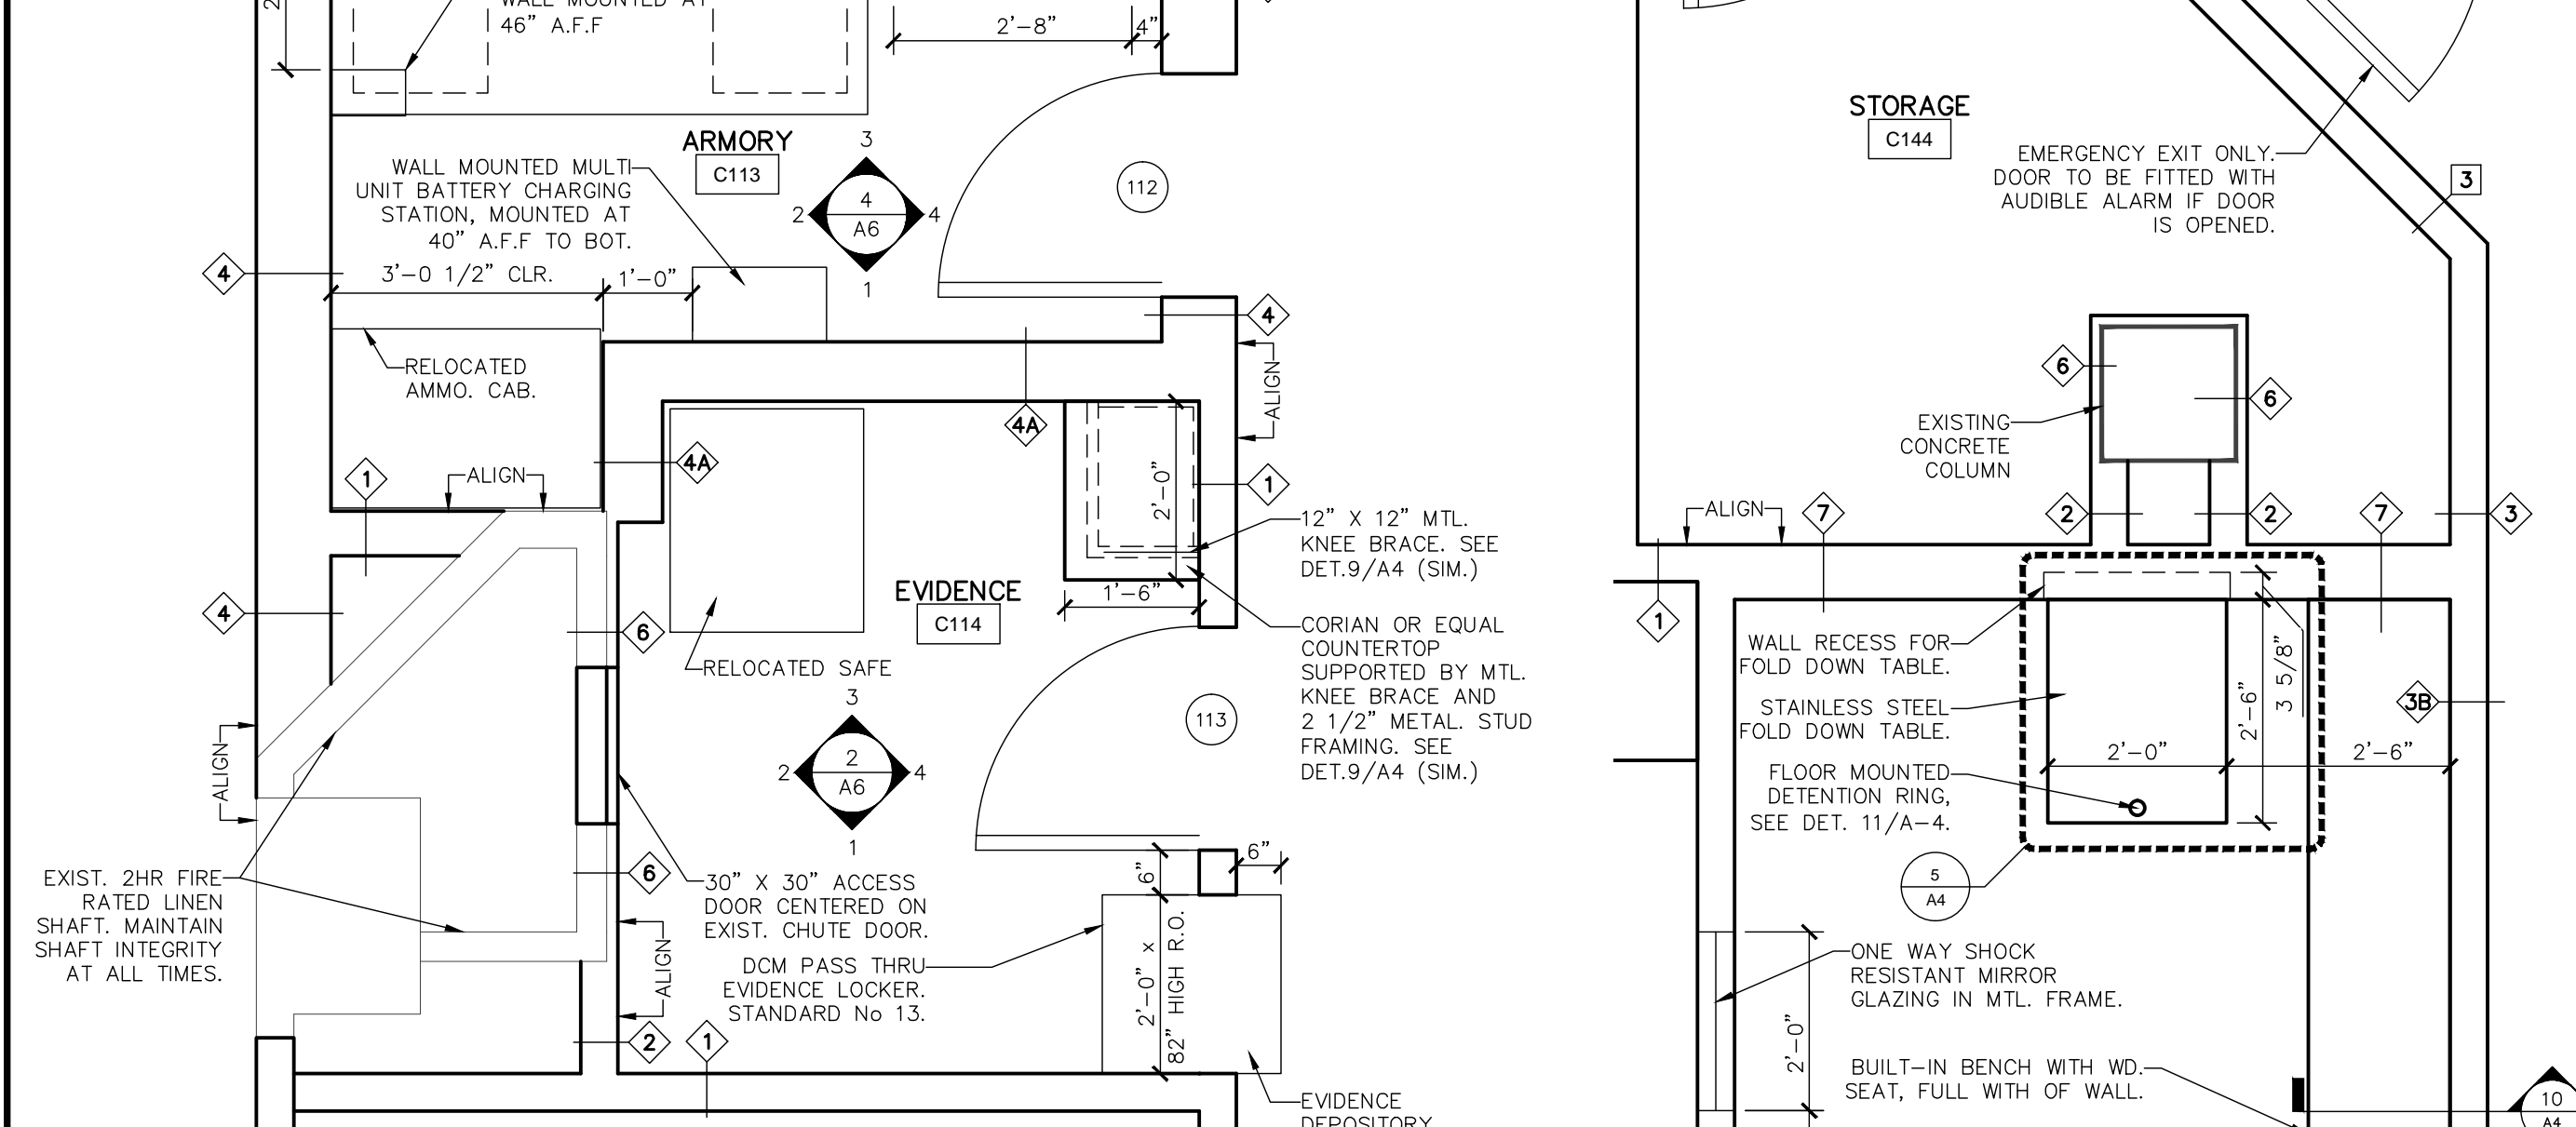 WALL MOUNTED AT
46” A.F.F
2’-8”
4”
ARMORY
C113
WALL MOUNTED MULTI
UNIT BATTERY CHARGING
STATION, MOUNTED AT
40” A.F.F TO BOT.
3
2
4
A6
4
1
112
4
3’-0 1/2” CLR.
1’-0”
4
RELOCATED
AMMO. CAB.
ALIGN
4A
4A
1
ALIGN
2’-0”
1
12” X 12” MTL.
KNEE BRACE. SEE
DET.9/A4 (SIM.)
EVIDENCE
C114
1’-6”
4
6
RELOCATED SAFE
CORIAN OR EQUAL
COUNTERTOP
SUPPORTED BY MTL.
KNEE BRACE AND
2 1/2” METAL. STUD
FRAMING. SEE
DET.9/A4 (SIM.)
3
2
2
A6
4
1
113
ALIGN
EXIST. 2HR FIRE
RATED LINEN
SHAFT. MAINTAIN
SHAFT INTEGRITY
AT ALL TIMES.
6
30” X 30” ACCESS
DOOR CENTERED ON
EXIST. CHUTE DOOR.
6”
6”
ALIGN
DCM PASS THRU
EVIDENCE LOCKER.
STANDARD No 13.
2’-0” x
82” HIGH R.O.
2
1
EVIDENCE
DEPOSITORY
STORAGE
C144
EMERGENCY EXIT ONLY.
DOOR TO BE FITTED WITH
AUDIBLE ALARM IF DOOR
IS OPENED.
3
6
6
EXISTING
CONCRETE
COLUMN
ALIGN
7
2
2
7
3
1
WALL RECESS FOR
FOLD DOWN TABLE.
STAINLESS STEEL
FOLD DOWN TABLE.
2’-6”
3 5/8”
3B
2’-0”
2’-6”
FLOOR MOUNTED
DETENTION RING,
SEE DET. 11/A-4.
5
A4
ONE WAY SHOCK
RESISTANT MIRROR
GLAZING IN MTL. FRAME.
2’-0”
BUILT-IN BENCH WITH WD.
SEAT, FULL WITH OF WALL.
10
A4